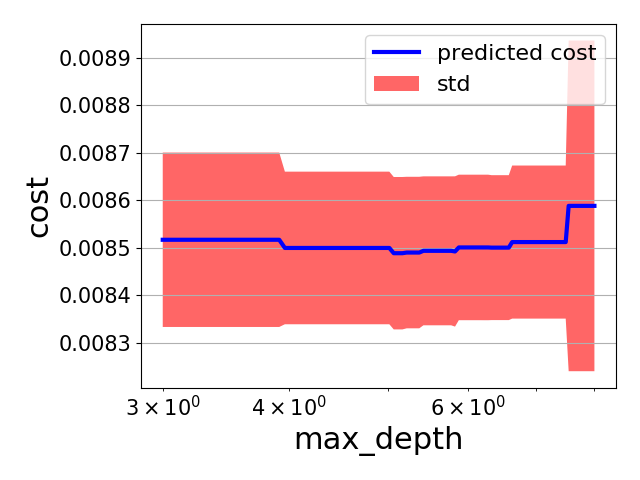 0.0089
0.0088
0.0087
0.0086
0.0085
0.0084
0.0083
cost
predicted cost
std
3 × 10⁰
4 × 10⁰
6 × 10⁰
max_depth